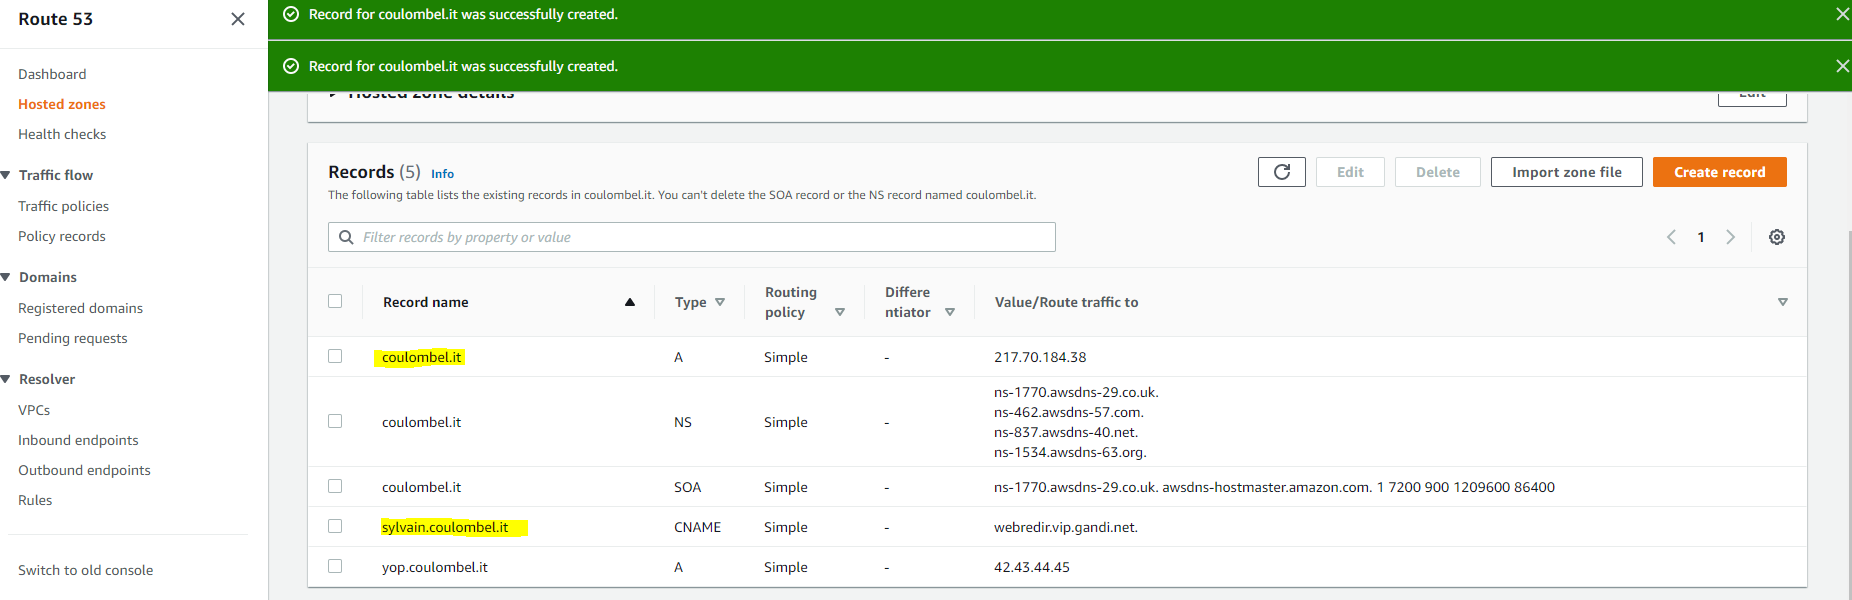 Route 53
Dashboard
Hosted zones
Health checks
Traffic flow
Traffic policies
Policy records
Domains
Registered domains
Pending requests
Resolver
VPCs
Inbound endpoints
Outbound endpoints
Rules
Switch to old console
Record for coulombel.it was successfully created.
Record for coulombel.it was successfully created.
Hosted zone details
Edit
Records (5) Info
The following table lists the existing records in coulombel.it. You can't delete the SOA record or the NS record named coulombel.it.
Edit Delete Import zone file Create record
Filter records by property or value
1
Record name Type Routing policy Differe ntiator Value/Route traffic to
coulombel.it A Simple - 217.70.184.38
coulombel.it NS Simple - ns-1770.awsdns-29.co.uk.
ns-462.awsdns-57.com.
ns-837.awsdns-40.net.
ns-1534.awsdns-63.org.
coulombel.it SOA Simple - ns-1770.awsdns-29.co.uk. awsdns-hostmaster.amazon.com. 1 7200 900 1209600 86400
sylvain.coulombel.it CNAME Simple - webredir.vip.gandi.net.
yop.coulombel.it A Simple - 42.43.44.45